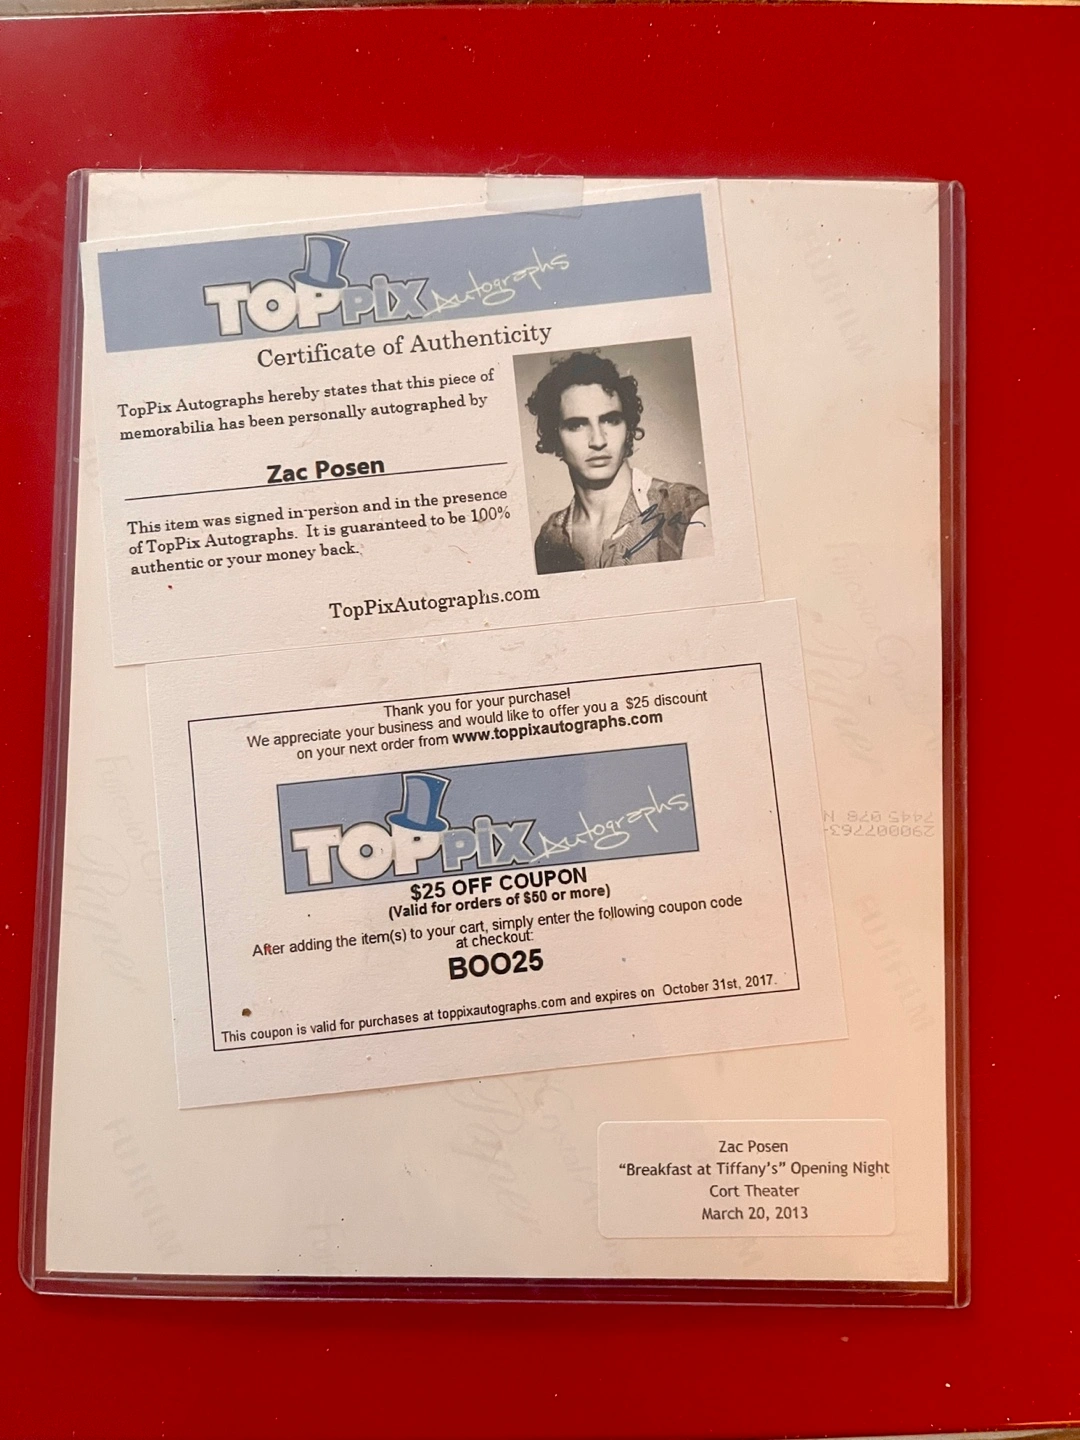 TOPPIX Autographs
Certificate of Authenticity
TopPix Autographs hereby states that this piece of
memorabilia has been personally autographed by
Zac Posen
This item was signed in-person and in the presence
of TopPix Autographs. It is guaranteed to be 100%
authentic or your money back.
TopPixAutographs.com
Thank you for your purchase!
We appreciate your business and would like to offer you a $25 discount
on your next order from www.toppixautographs.com
TOPPIX Autographs
$25 OFF COUPON
(Valid for orders of $50 or more)
After adding the item(s) to your cart, simply enter the following coupon code
at checkout:
BOO25
This coupon is valid for purchases at toppixautographs.com and expires on October 31st, 2017.
Zac Posen
“Breakfast at Tiffany’s” Opening Night
Cort Theater
March 20, 2013